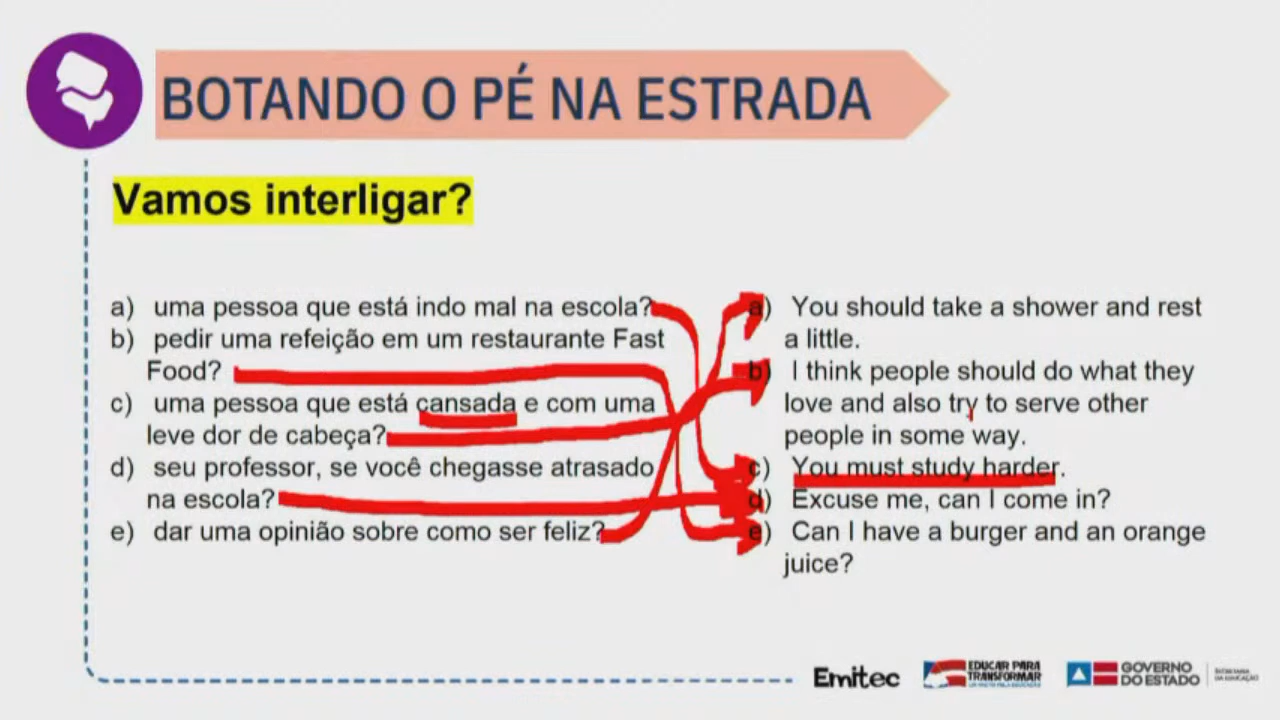 BOTANDO O PÉ NA ESTRADA
Vamos interligar?
a) uma pessoa que está indo mal na escola?
b) pedir uma refeição em um restaurante Fast
Food?
c) uma pessoa que está cansada e com uma
leve dor de cabeça?
d) seu professor, se você chegasse atrasado
na escola?
e) dar uma opinião sobre como ser feliz?
a) You should take a shower and rest
a little.
b) I think people should do what they
love and also try to serve other
people in some way.
c) You must study harder.
d) Excuse me, can I come in?
e) Can I have a burger and an orange
juice?
Emitec
EDUCAR PARA
TRANSFORMAR
GOVERNO
DO ESTADO
SECRETARIA
DA EDUCAÇÃO